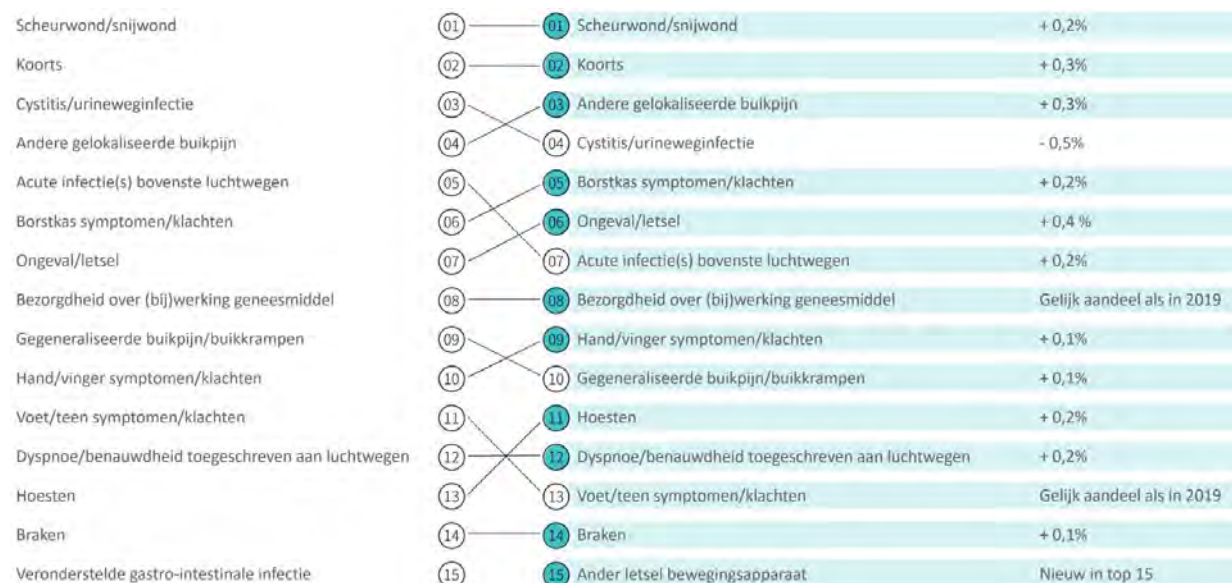 Scheurwond/snijwond 01 01 Scheurwond/snijwond + 0,2%
Koorts 02 02 Koorts + 0,3%
Cystitis/urineweginfectie 03 03 Andere gelokaliseerde buikpijn + 0,3%
Andere gelokaliseerde buikpijn 04 04 Cystitis/urineweginfectie - 0,5%
Acute infectie(s) bovenste luchtwegen 05 05 Borstkas symptomen/klachten + 0,2%
Borstkas symptomen/klachten 06 06 Ongeval/letsel + 0,4 %
Ongeval/letsel 07 07 Acute infectie(s) bovenste luchtwegen + 0,2%
Bezorgdheid over (bij)werking geneesmiddel 08 08 Bezorgdheid over (bij)werking geneesmiddel Gelijk aandeel als in 2019
Gegeneraliseerde buikpijn/buikkrampen 09 09 Hand/vinger symptomen/klachten + 0,1%
Hand/vinger symptomen/klachten 10 10 Gegeneraliseerde buikpijn/buikkrampen + 0,1%
Voet/teen symptomen/klachten 11 11 Hoesten + 0,2%
Dyspnoe/benauwdheid toegeschreven aan luchtwegen 12 12 Dyspnoe/benauwdheid toegeschreven aan luchtwegen + 0,2%
Hoesten 13 13 Voet/teen symptomen/klachten Gelijk aandeel als in 2019
Braken 14 14 Braken + 0,1%
Veronderstelde gastro-intestinale infectie 15 15 Ander letsel bewegingsapparaat Nieuw in top 15